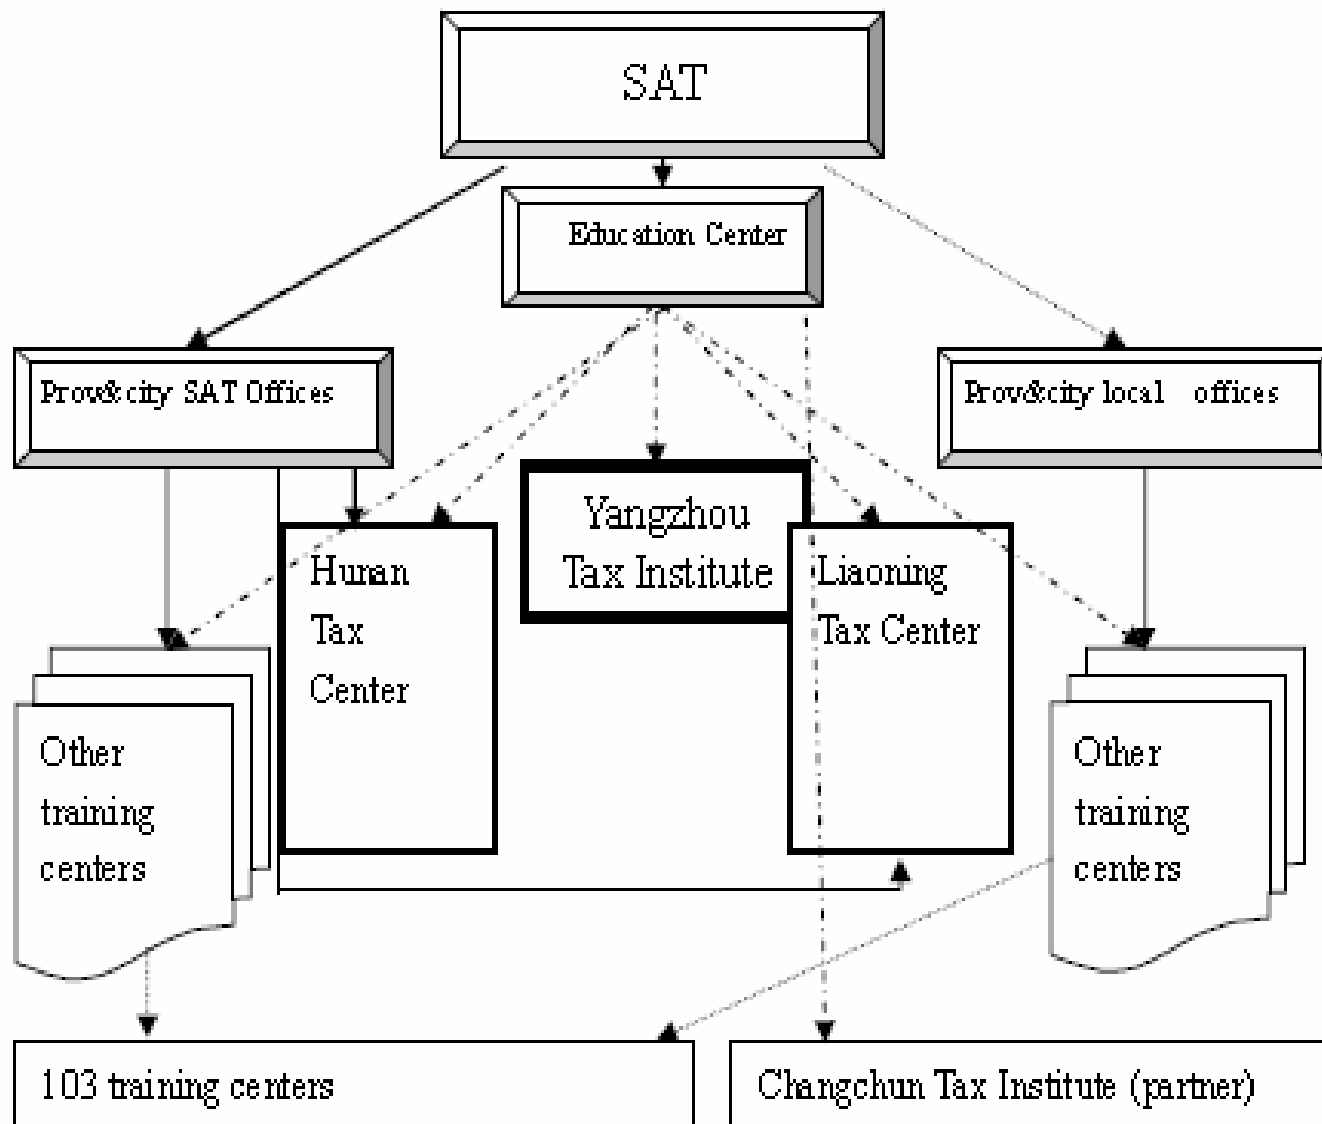 SAT
Education Center
Prov&city SAT Offices
Prov&city local offices
Yangzhou
Tax Institute
Hunan
Tax
Center
Liaoning
Tax Center
Other
training
centers
Other
training
centers
103 training centers
Changchun Tax Institute (partner)